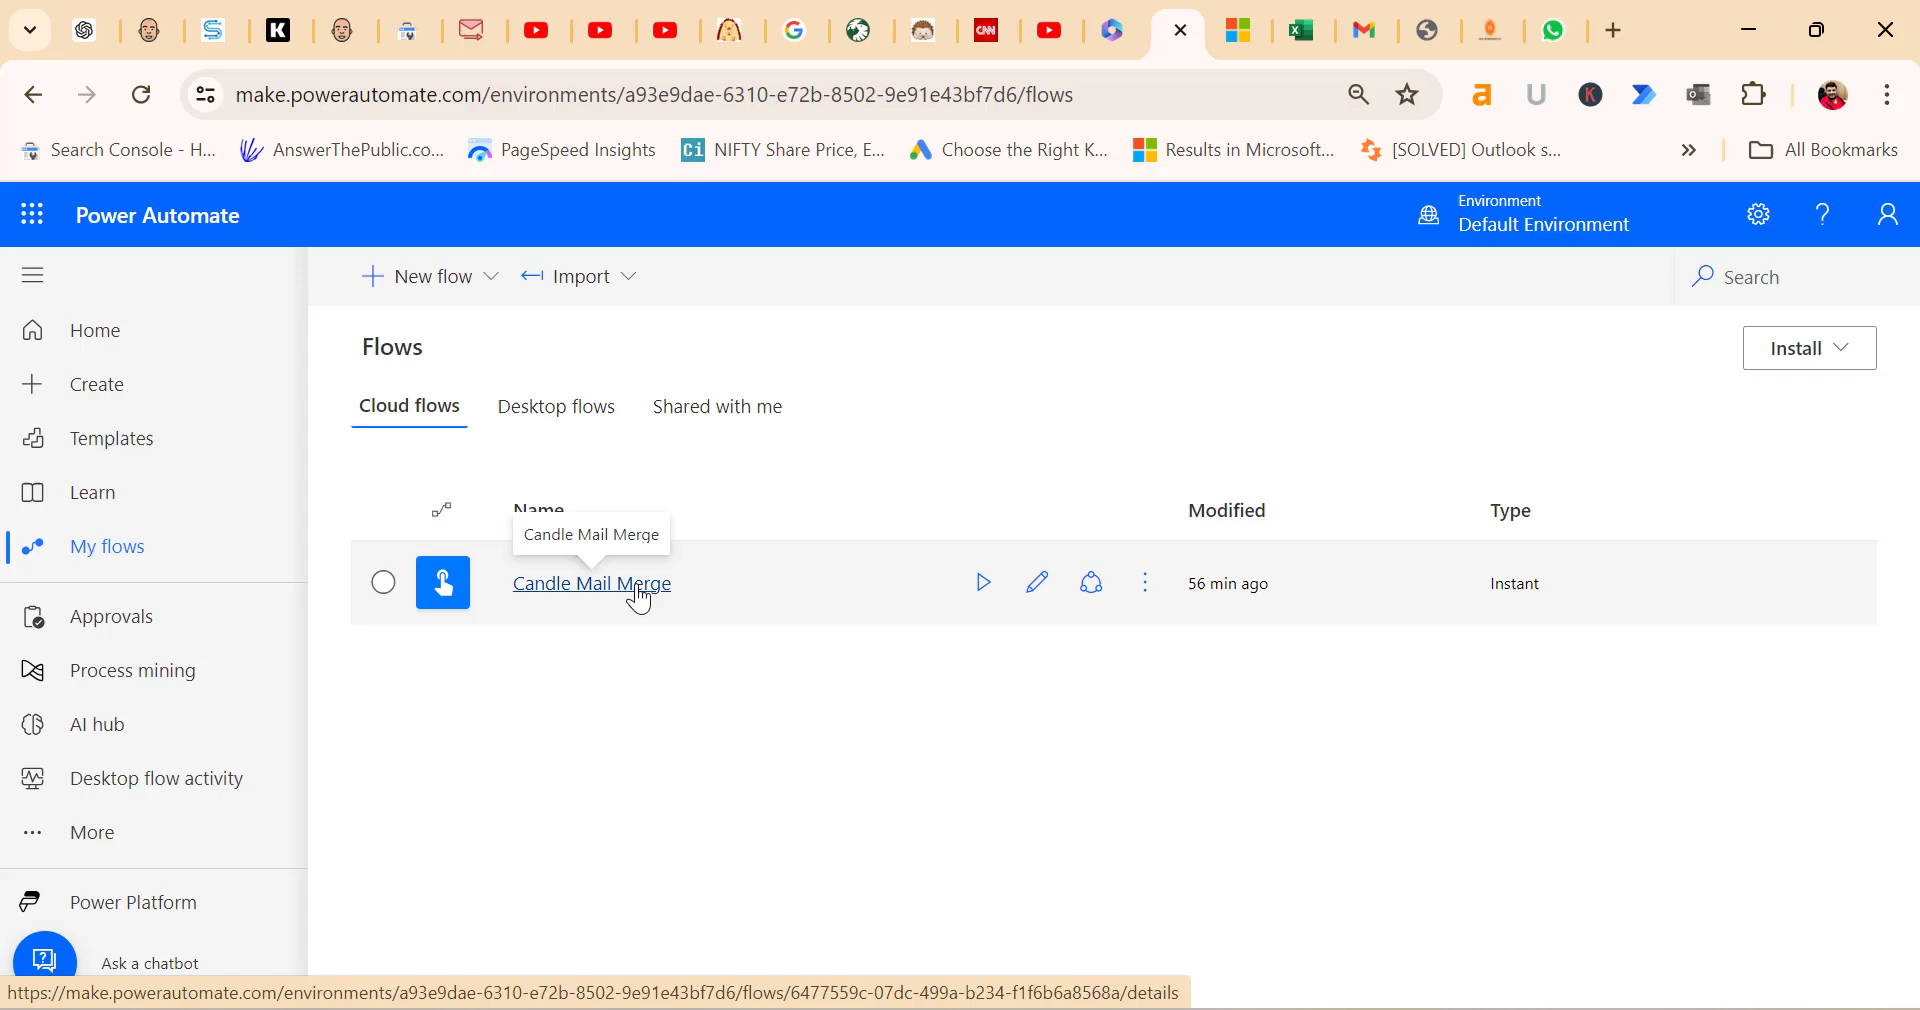 CNN
make.powerautomate.com/environments/a93e9dae-6310-e72b-8502-9e91e43bf7d6/flows
Search Console - H...
AnswerThePublic.co...
PageSpeed Insights
Ci
NIFTY Share Price, E...
Choose the Right K...
Results in Microsoft...
[SOLVED] Outlook s...
All Bookmarks
Power Automate
Environment
Default Environment
New flow
Import
Search
Home
Create
Templates
Learn
My flows
Approvals
Process mining
AI hub
Desktop flow activity
More
Power Platform
Ask a chatbot
Flows
Install
Cloud flows
Desktop flows
Shared with me
Name
Modified
Type
Candle Mail Merge
Candle Mail Merge
56 min ago
Instant
https://make.powerautomate.com/environments/a93e9dae-6310-e72b-8502-9e91e43bf7d6/flows/6477559c-07dc-499a-b234-f1f6b6a8568a/details